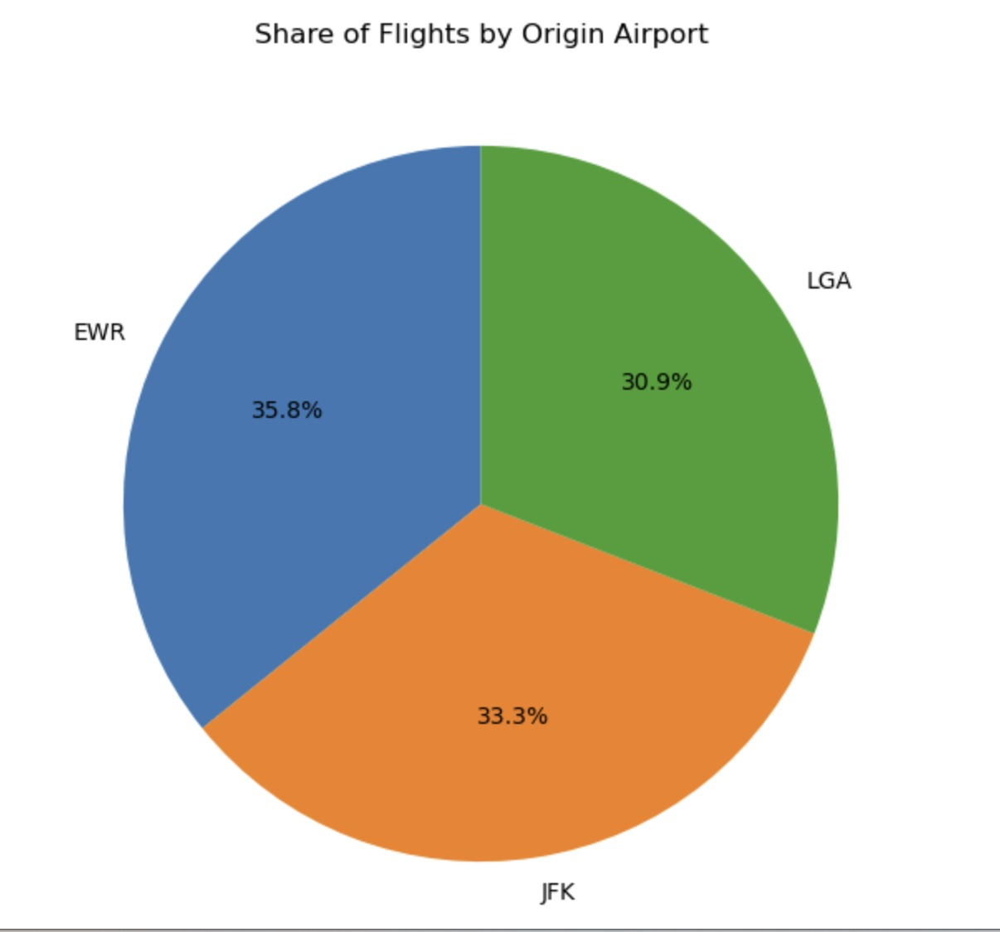 Share of Flights by Origin Airport
LGA
EWR
30.9%
35.8%
33.3%
JFK